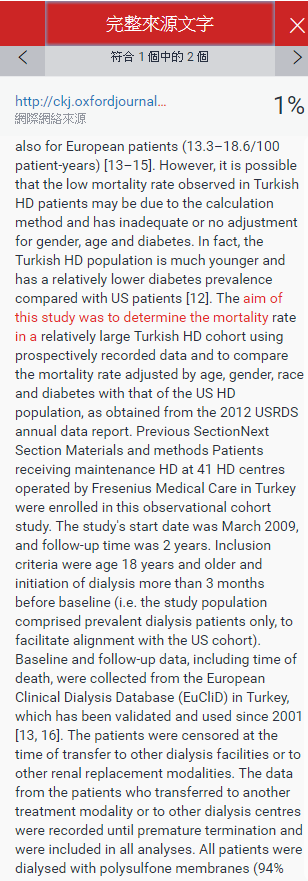 完整來源文字
符合 1 個中的 2 個
http://ckj.oxfordjournal...
1%
網際網絡來源
also for European patients (13.3–18.6/100
patient-years) [13–15]. However, it is possible
that the low mortality rate observed in Turkish
HD patients may be due to the calculation
method and has inadequate or no adjustment
for gender, age and diabetes. In fact, the
Turkish HD population is much younger and
has a relatively lower diabetes prevalence
compared with US patients [12]. The aim of
this study was to determine the mortality rate
in a relatively large Turkish HD cohort using
prospectively recorded data and to compare
the mortality rate adjusted by age, gender, race
and diabetes with that of the US HD
population, as obtained from the 2012 USRDS
annual data report. Previous SectionNext
Section Materials and methods Patients
receiving maintenance HD at 41 HD centres
operated by Fresenius Medical Care in Turkey
were enrolled in this observational cohort
study. The study's start date was March 2009,
and follow-up time was 2 years. Inclusion
criteria were age 18 years and older and
initiation of dialysis more than 3 months
before baseline (i.e. the study population
comprised prevalent dialysis patients only, to
facilitate alignment with the US cohort).
Baseline and follow-up data, including time of
death, were collected from the European
Clinical Dialysis Database (EuCliD) in Turkey,
which has been validated and used since 2001
[13, 16]. The patients were censored at the
time of transfer to other dialysis facilities or to
other renal replacement modalities. The data
from the patients who transferred to another
treatment modality or to other dialysis centres
were recorded until premature termination and
were included in all analyses. All patients were
dialysed with polysulfone membranes (94%